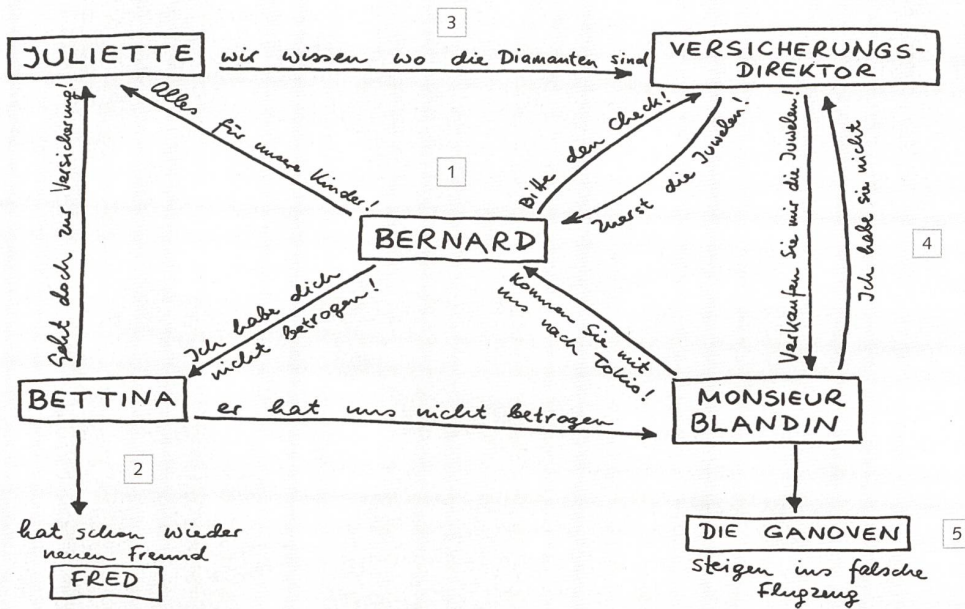 3
JULIETTE
wir wissen wo die Diamanten sind
VERSICHERUNGS-
DIREKTOR
Geht doch zur Versicherung!
Alles für unsere Kinder!
1
Bitte den Check!
zuerst die Juwelen!
Verkaufen Sie mir die Juwelen!
Ich habe sie nicht
4
BERNARD
Ich habe dich
nicht betrogen!
Kommen Sie mit
uns nach Tokio!
BETTINA
er hat uns nicht betrogen
MONSIEUR
BLANDIN
2
hat schon wieder
neuen Freund
FRED
DIE GANOVEN
5
steigen ins falsche
Flugzeug